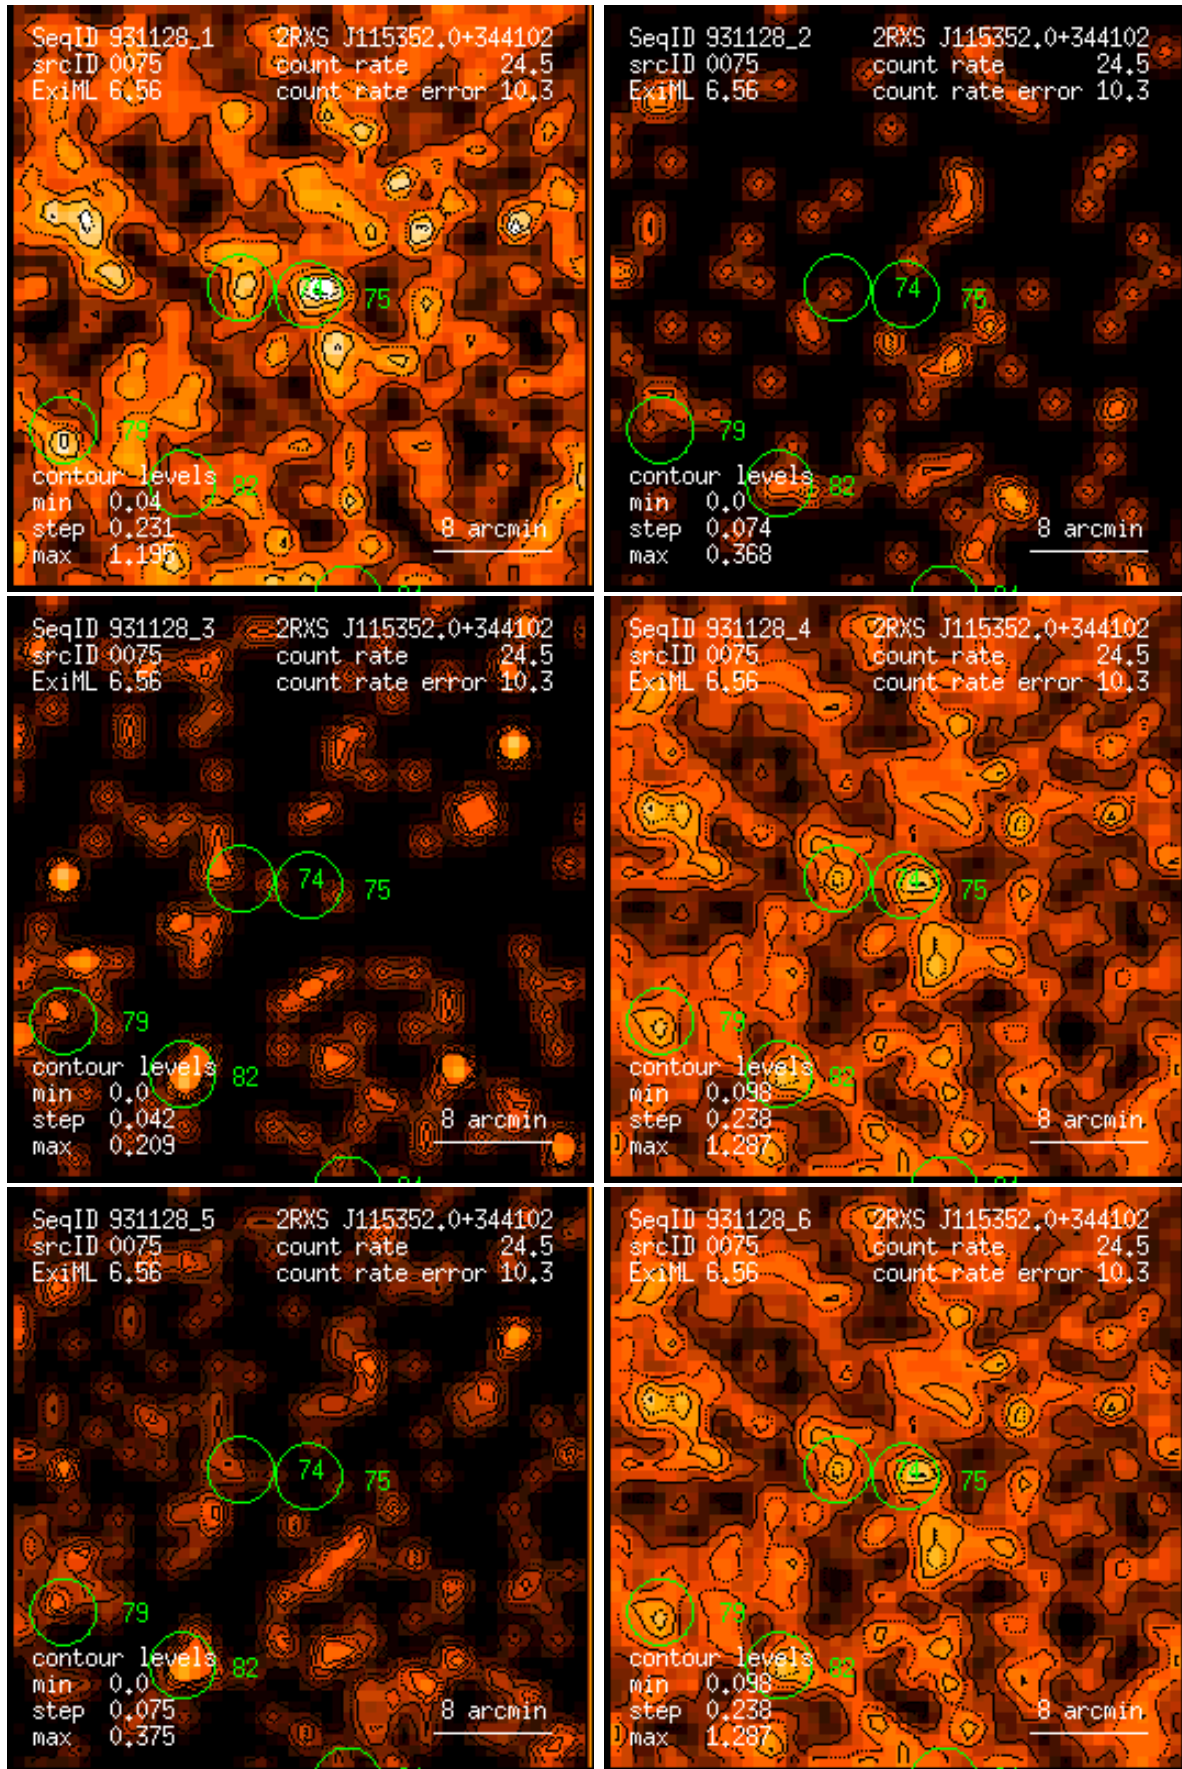 SeqID 931128_1 2RXS J115352.0+344102
srcID 0075 count rate 24.5
ExiML 6.56 count rate error 10.3
74 75
79
contour levels
82
min 0.04
step 0.231 8 arcmin
max 1.195
SeqID 931128_2 2RXS J115352.0+344102
srcID 0075 count rate 24.5
ExiML 6.56 count rate error 10.3
74 75
79
contour levels
82
min 0.0
step 0.074 8 arcmin
max 0.368
SeqID 931128_3 2RXS J115352.0+344102
srcID 0075 count rate 24.5
ExiML 6.56 count rate error 10.3
74 75
79
contour levels
82
min 0.0
step 0.042 8 arcmin
max 0.209
SeqID 931128_4 2RXS J115352.0+344102
srcID 0075 count rate 24.5
ExiML 6.56 count rate error 10.3
74 75
79
contour levels
82
min 0.098
step 0.238 8 arcmin
max 1.287
SeqID 931128_5 2RXS J115352.0+344102
srcID 0075 count rate 24.5
ExiML 6.56 count rate error 10.3
74 75
79
contour levels
82
min 0.0
step 0.075 8 arcmin
max 0.375
SeqID 931128_6 2RXS J115352.0+344102
srcID 0075 count rate 24.5
ExiML 6.56 count rate error 10.3
74 75
79
contour levels
82
min 0.098
step 0.238 8 arcmin
max 1.287